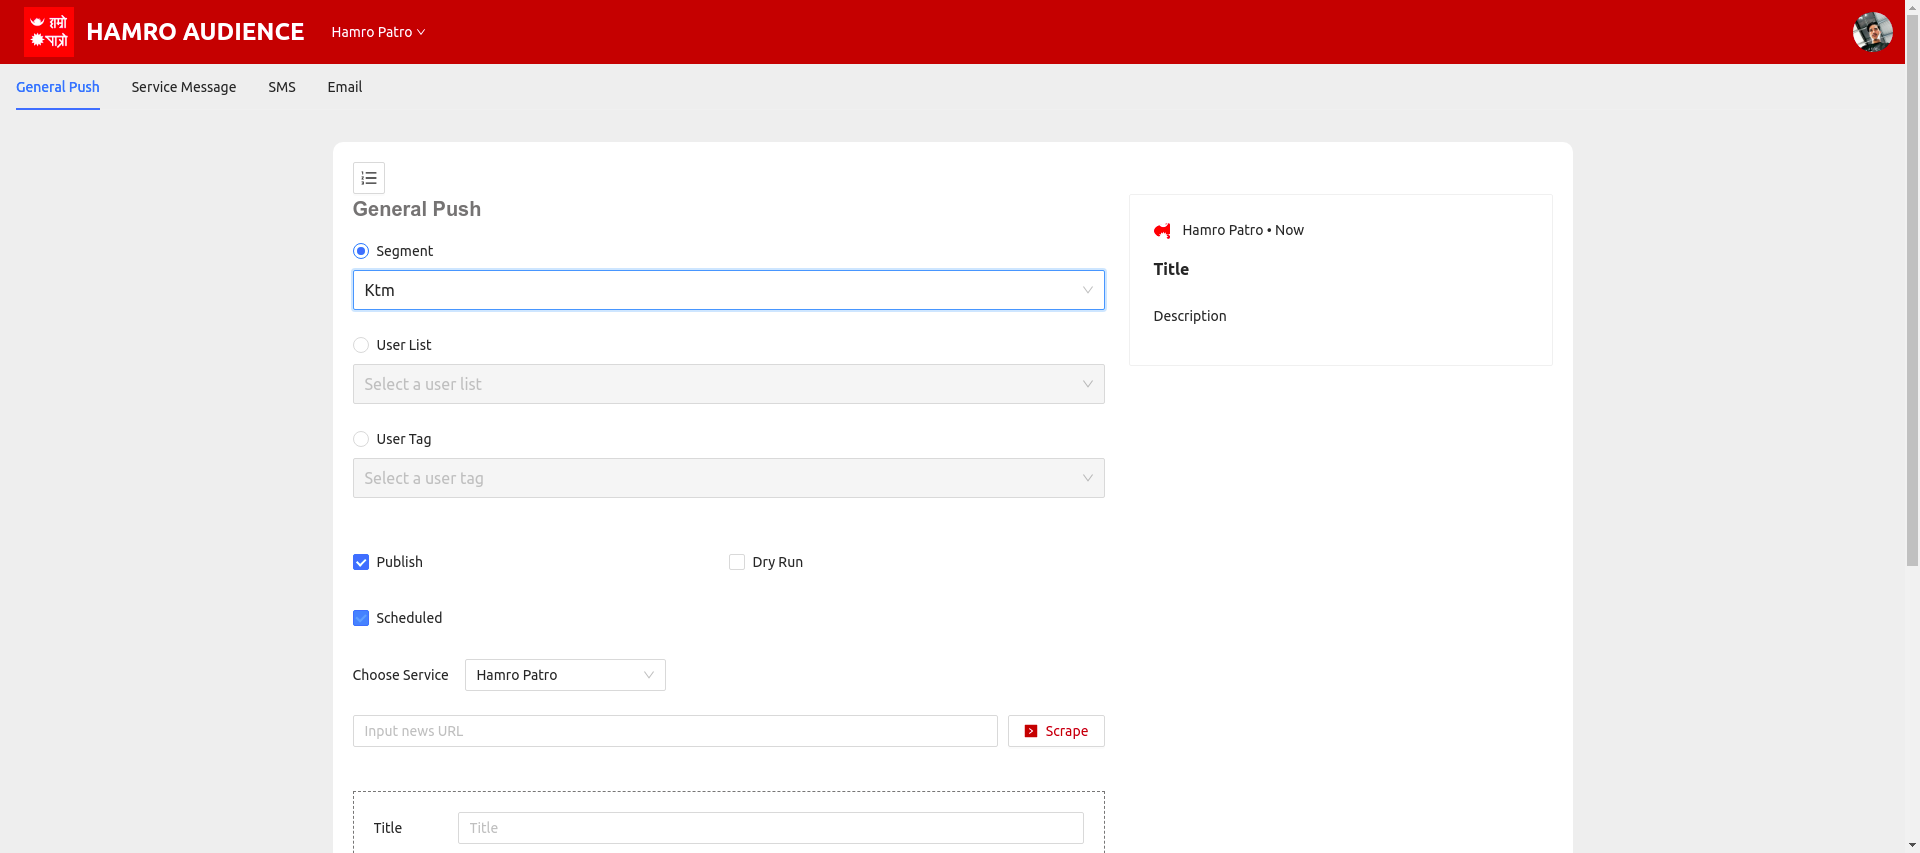 हाम्रो
पात्रो
HAMRO AUDIENCE
Hamro Patro
General Push
Service Message
SMS
Email
General Push
Segment
Ktm
User List
Select a user list
User Tag
Select a user tag
Publish
Dry Run
Scheduled
Choose Service
Hamro Patro
Input news URL
Scrape
Title
Title
Hamro Patro • Now
Title
Description